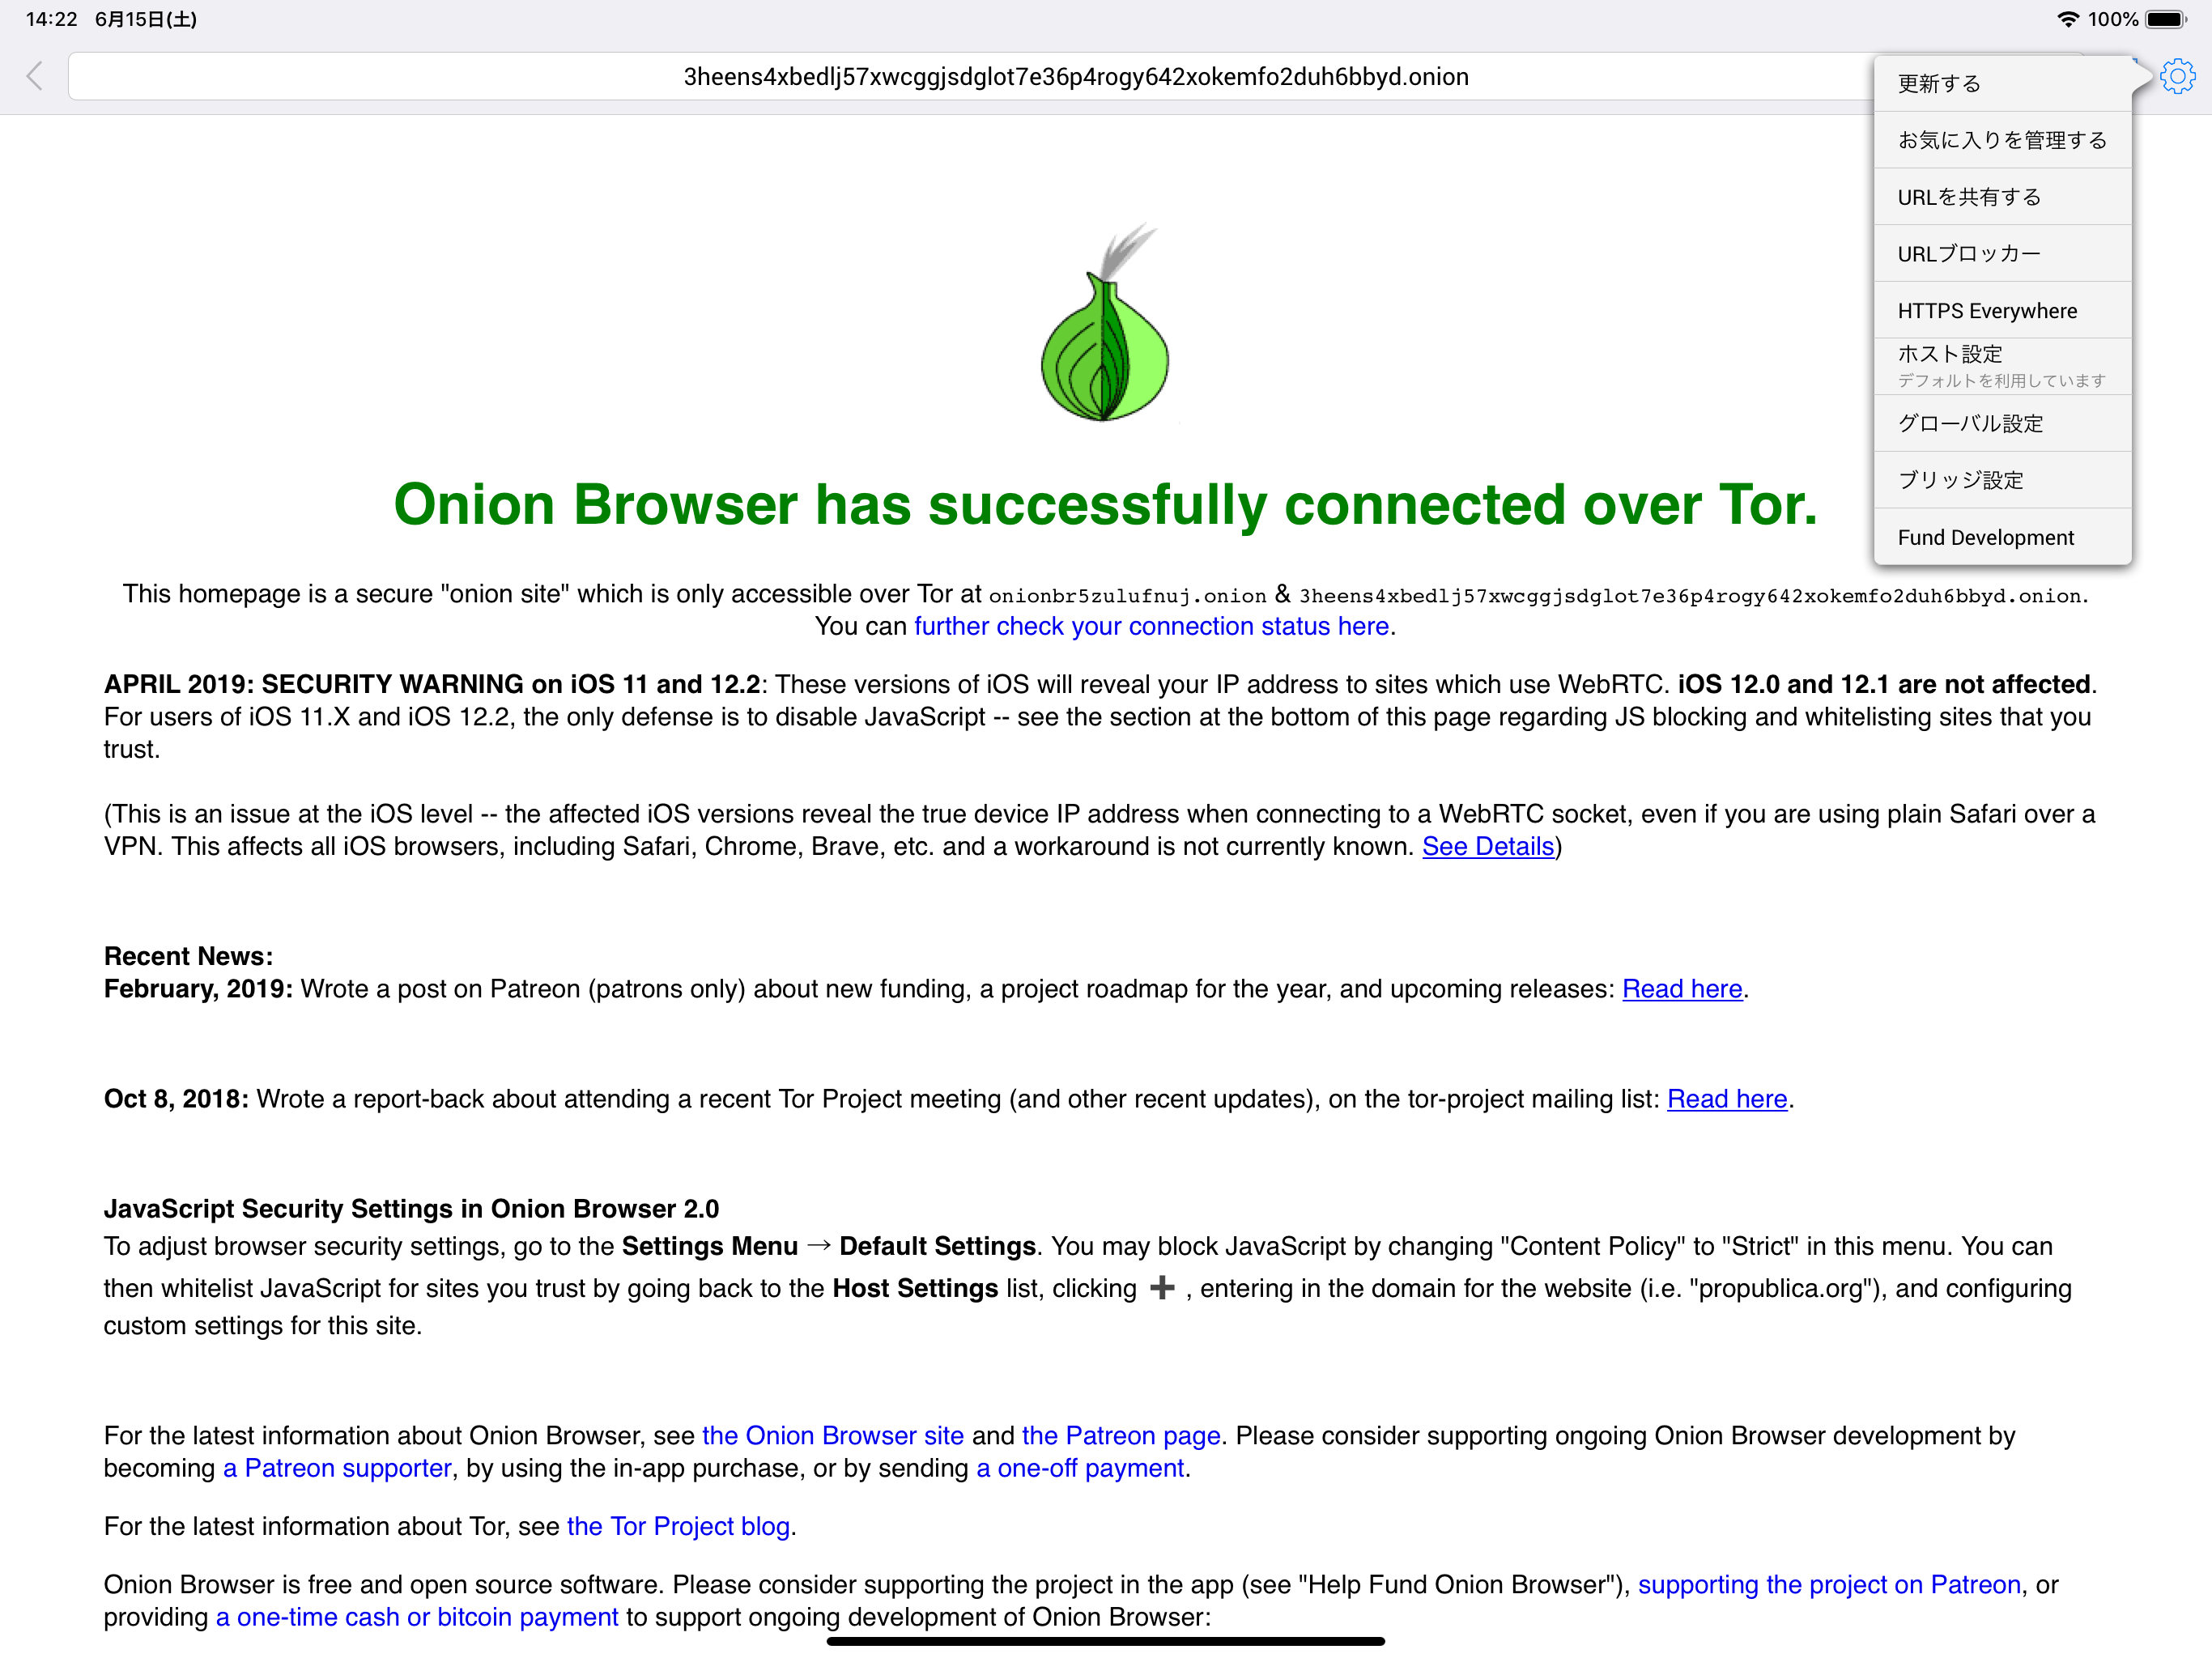 14:22 6月15日(土)
100%
3heens4xbedlj57xwcggjsdglot7e36p4rogy642xokemfo2duh6bbyd.onion
更新する
お気に入りを管理する
URLを共有する
URLブロッカー
HTTPS Everywhere
ホスト設定
デフォルトを利用しています
グローバル設定
ブリッジ設定
Fund Development
Onion Browser has successfully connected over Tor.
This homepage is a secure "onion site" which is only accessible over Tor at onionbr5zulufnuj.onion & 3heens4xbedlj57xwcggjsdglot7e36p4rogy642xokemfo2duh6bbyd.onion.
You can further check your connection status here.
APRIL 2019: SECURITY WARNING on iOS 11 and 12.2: These versions of iOS will reveal your IP address to sites which use WebRTC. iOS 12.0 and 12.1 are not affected.
For users of iOS 11.X and iOS 12.2, the only defense is to disable JavaScript -- see the section at the bottom of this page regarding JS blocking and whitelisting sites that you
trust.
(This is an issue at the iOS level -- the affected iOS versions reveal the true device IP address when connecting to a WebRTC socket, even if you are using plain Safari over a
VPN. This affects all iOS browsers, including Safari, Chrome, Brave, etc. and a workaround is not currently known. See Details)
Recent News:
February, 2019: Wrote a post on Patreon (patrons only) about new funding, a project roadmap for the year, and upcoming releases: Read here.
Oct 8, 2018: Wrote a report-back about attending a recent Tor Project meeting (and other recent updates), on the tor-project mailing list: Read here.
JavaScript Security Settings in Onion Browser 2.0
To adjust browser security settings, go to the Settings Menu → Default Settings. You may block JavaScript by changing "Content Policy" to "Strict" in this menu. You can
then whitelist JavaScript for sites you trust by going back to the Host Settings list, clicking ➕ , entering in the domain for the website (i.e. "propublica.org"), and configuring
custom settings for this site.
For the latest information about Onion Browser, see the Onion Browser site and the Patreon page. Please consider supporting ongoing Onion Browser development by
becoming a Patreon supporter, by using the in-app purchase, or by sending a one-off payment.
For the latest information about Tor, see the Tor Project blog.
Onion Browser is free and open source software. Please consider supporting the project in the app (see "Help Fund Onion Browser"), supporting the project on Patreon, or
providing a one-time cash or bitcoin payment to support ongoing development of Onion Browser: